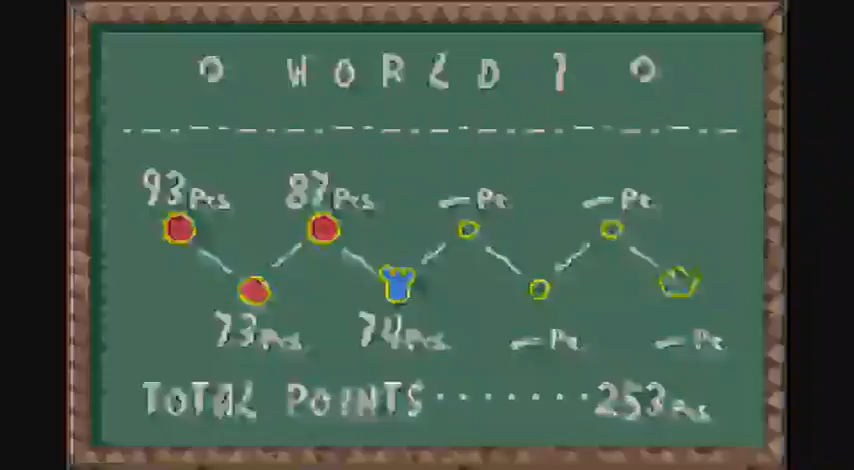 WORLD 1
93Pts. 87Pts. —Pt. —Pt.
73Pts. 74Pts. —Pt. —Pt.
TOTAL POINTS·······253Pts.